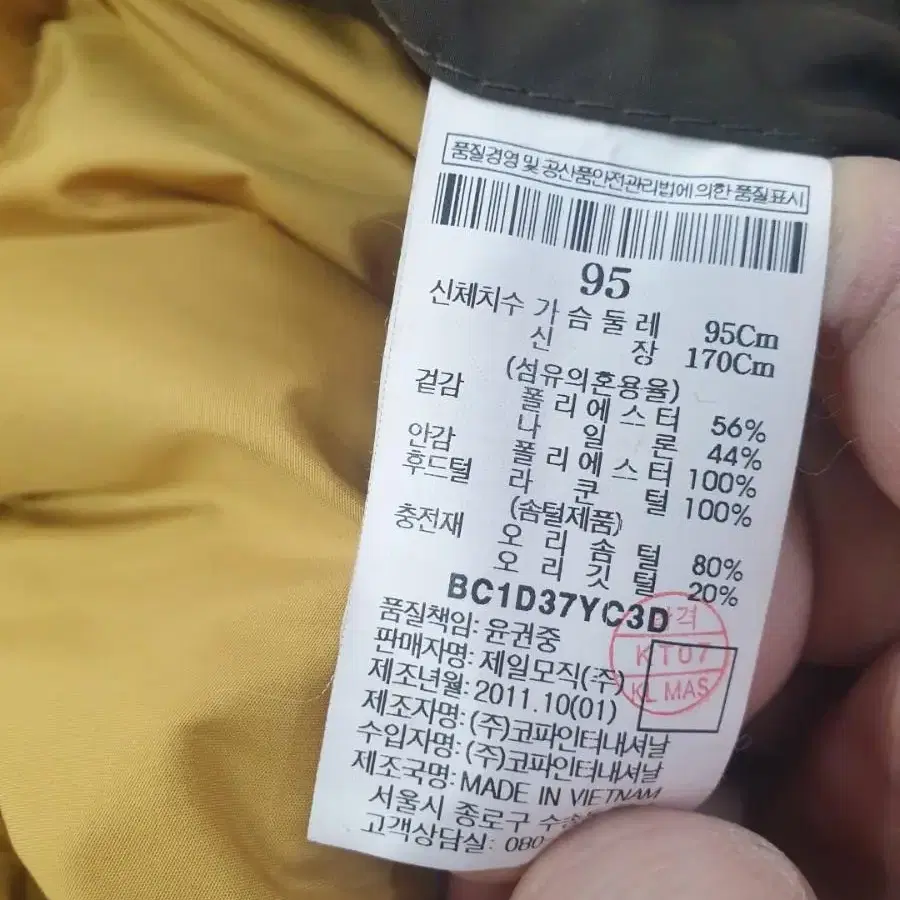 품질경영 및 공산품안전관리법에 의한 품질표시
95
신체치수 가슴둘레 95Cm
신장 170Cm
(섬유의혼용율)
겉감 폴리에스터 56%
나일론 44%
안감 폴리에스터 100%
후드털 라쿤털 100%
(솜털제품)
충전재 오리솜털 80%
오리깃털 20%
BC1D37YC3D
품질책임: 윤권중
판매자명: 제일모직(주)
제조년월: 2011.10(01)
제조자명: (주)코파인터내셔날
수입자명: (주)코파인터내셔날
제조국명: MADE IN VIETNAM
서울시 종로구
고객상담실: 080
KT07
KL MAS